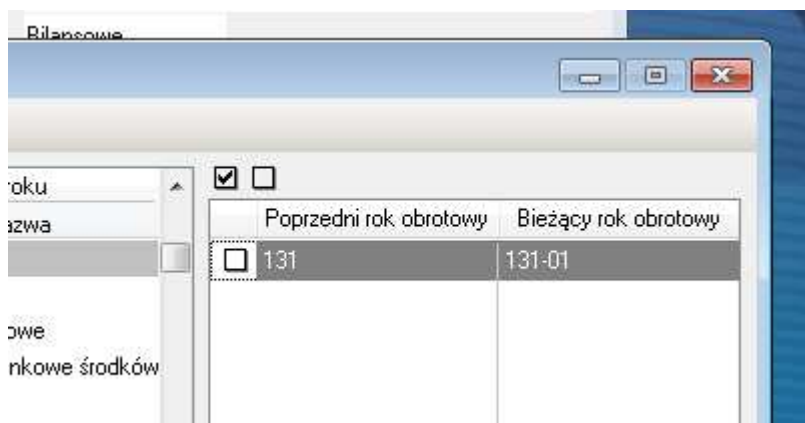 Bilansowe
roku
azwa
owe
nkowe środków
Poprzedni rok obrotowy Bieżący rok obrotowy
131 131-01